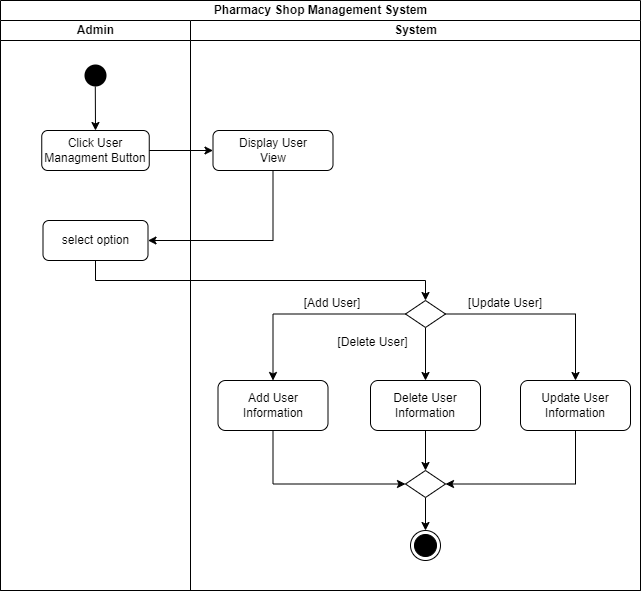 Pharmacy Shop Management System
Admin
System
Click User
Managment Button
Display User
View
select option
[Add User]
[Update User]
[Delete User]
Add User
Information
Delete User
Information
Update User
Information